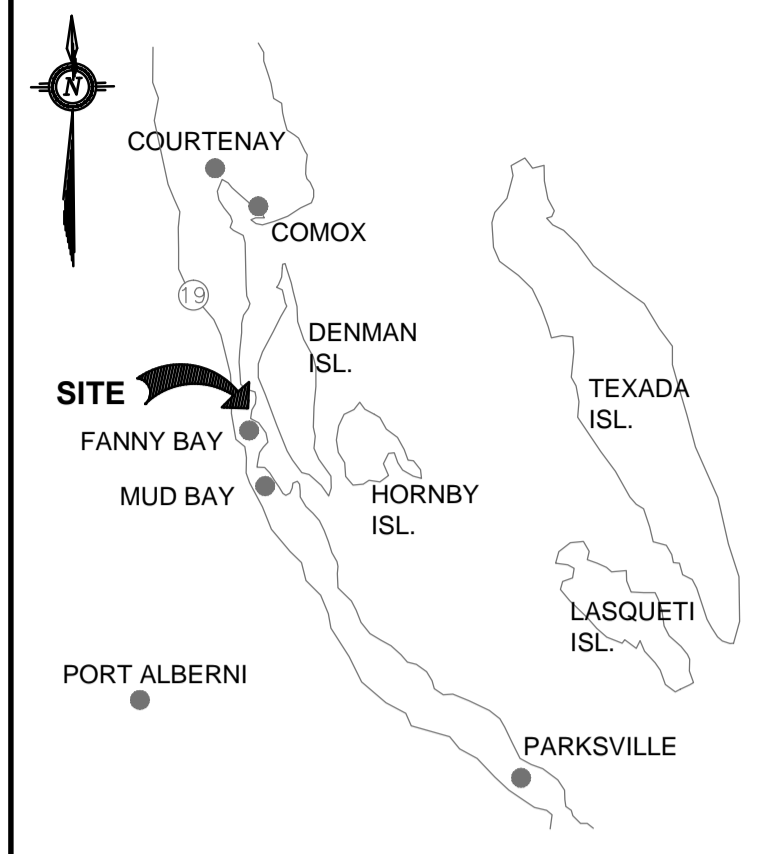 N
COURTENAY
COMOX
19
DENMAN
ISL.
SITE
TEXADA
ISL.
FANNY BAY
MUD BAY
HORNBY
ISL.
LASQUETI
ISL.
PORT ALBERNI
PARKSVILLE